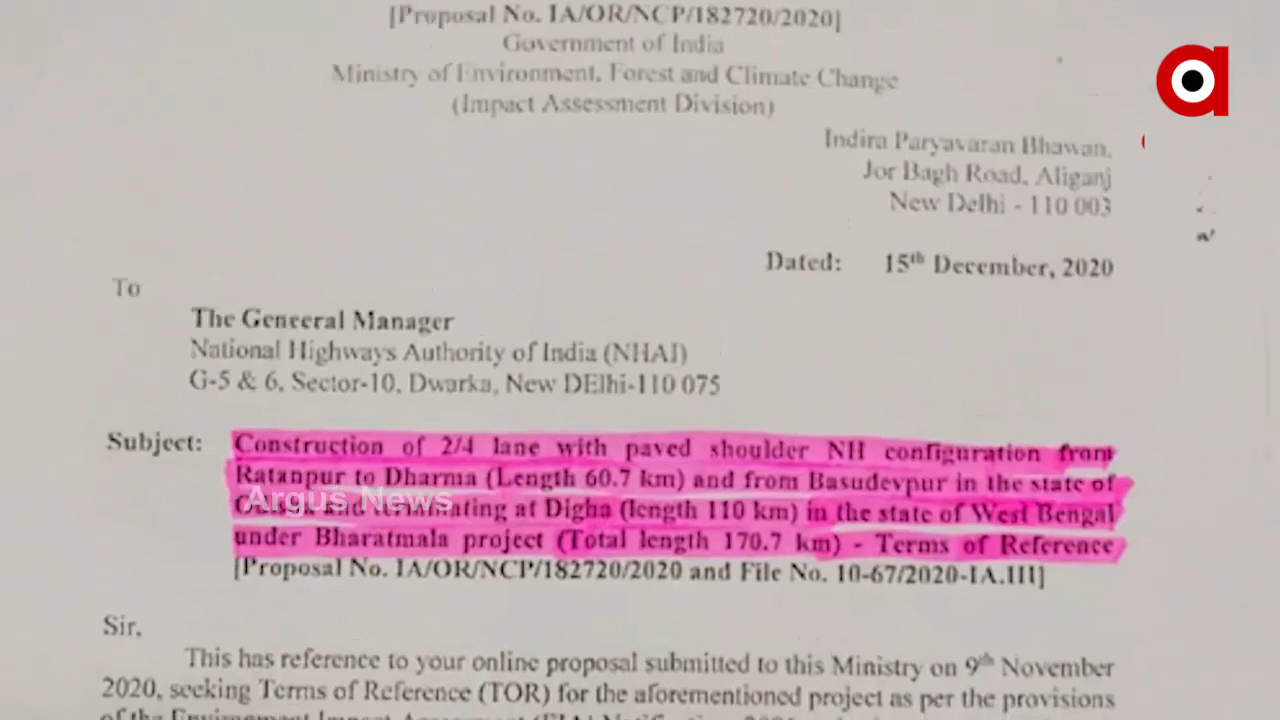 [Proposal No. IA/OR/NCP/182720/2020]
Government of India
Ministry of Environment, Forest and Climate Change
(Impact Assessment Division)
Indira Paryavaran Bhawan,
Jor Bagh Road, Aliganj
New Delhi - 110 003
Dated: 15th December, 2020
To
The Geneeral Manager
National Highways Authority of India (NHAI)
G-5 & 6, Sector-10, Dwarka, New DElhi-110 075
Subject: Construction of 2/4 lane with paved shoulder NH configuration from
Ratanpur to Dharma (Length 60.7 km) and from Basudevpur in the state of
Argus News
and at Digha (length 110 km) in the state of West Bengal
under Bharatmala project (Total length 170.7 km) - Terms of Reference
[Proposal No. IA/OR/NCP/182720/2020 and File No. 10-67/2020-IA.III]
Sir,
This has reference to your online proposal submitted to this Ministry on 9th November
2020, seeking Terms of Reference (TOR) for the aforementioned project as per the provisions
of the